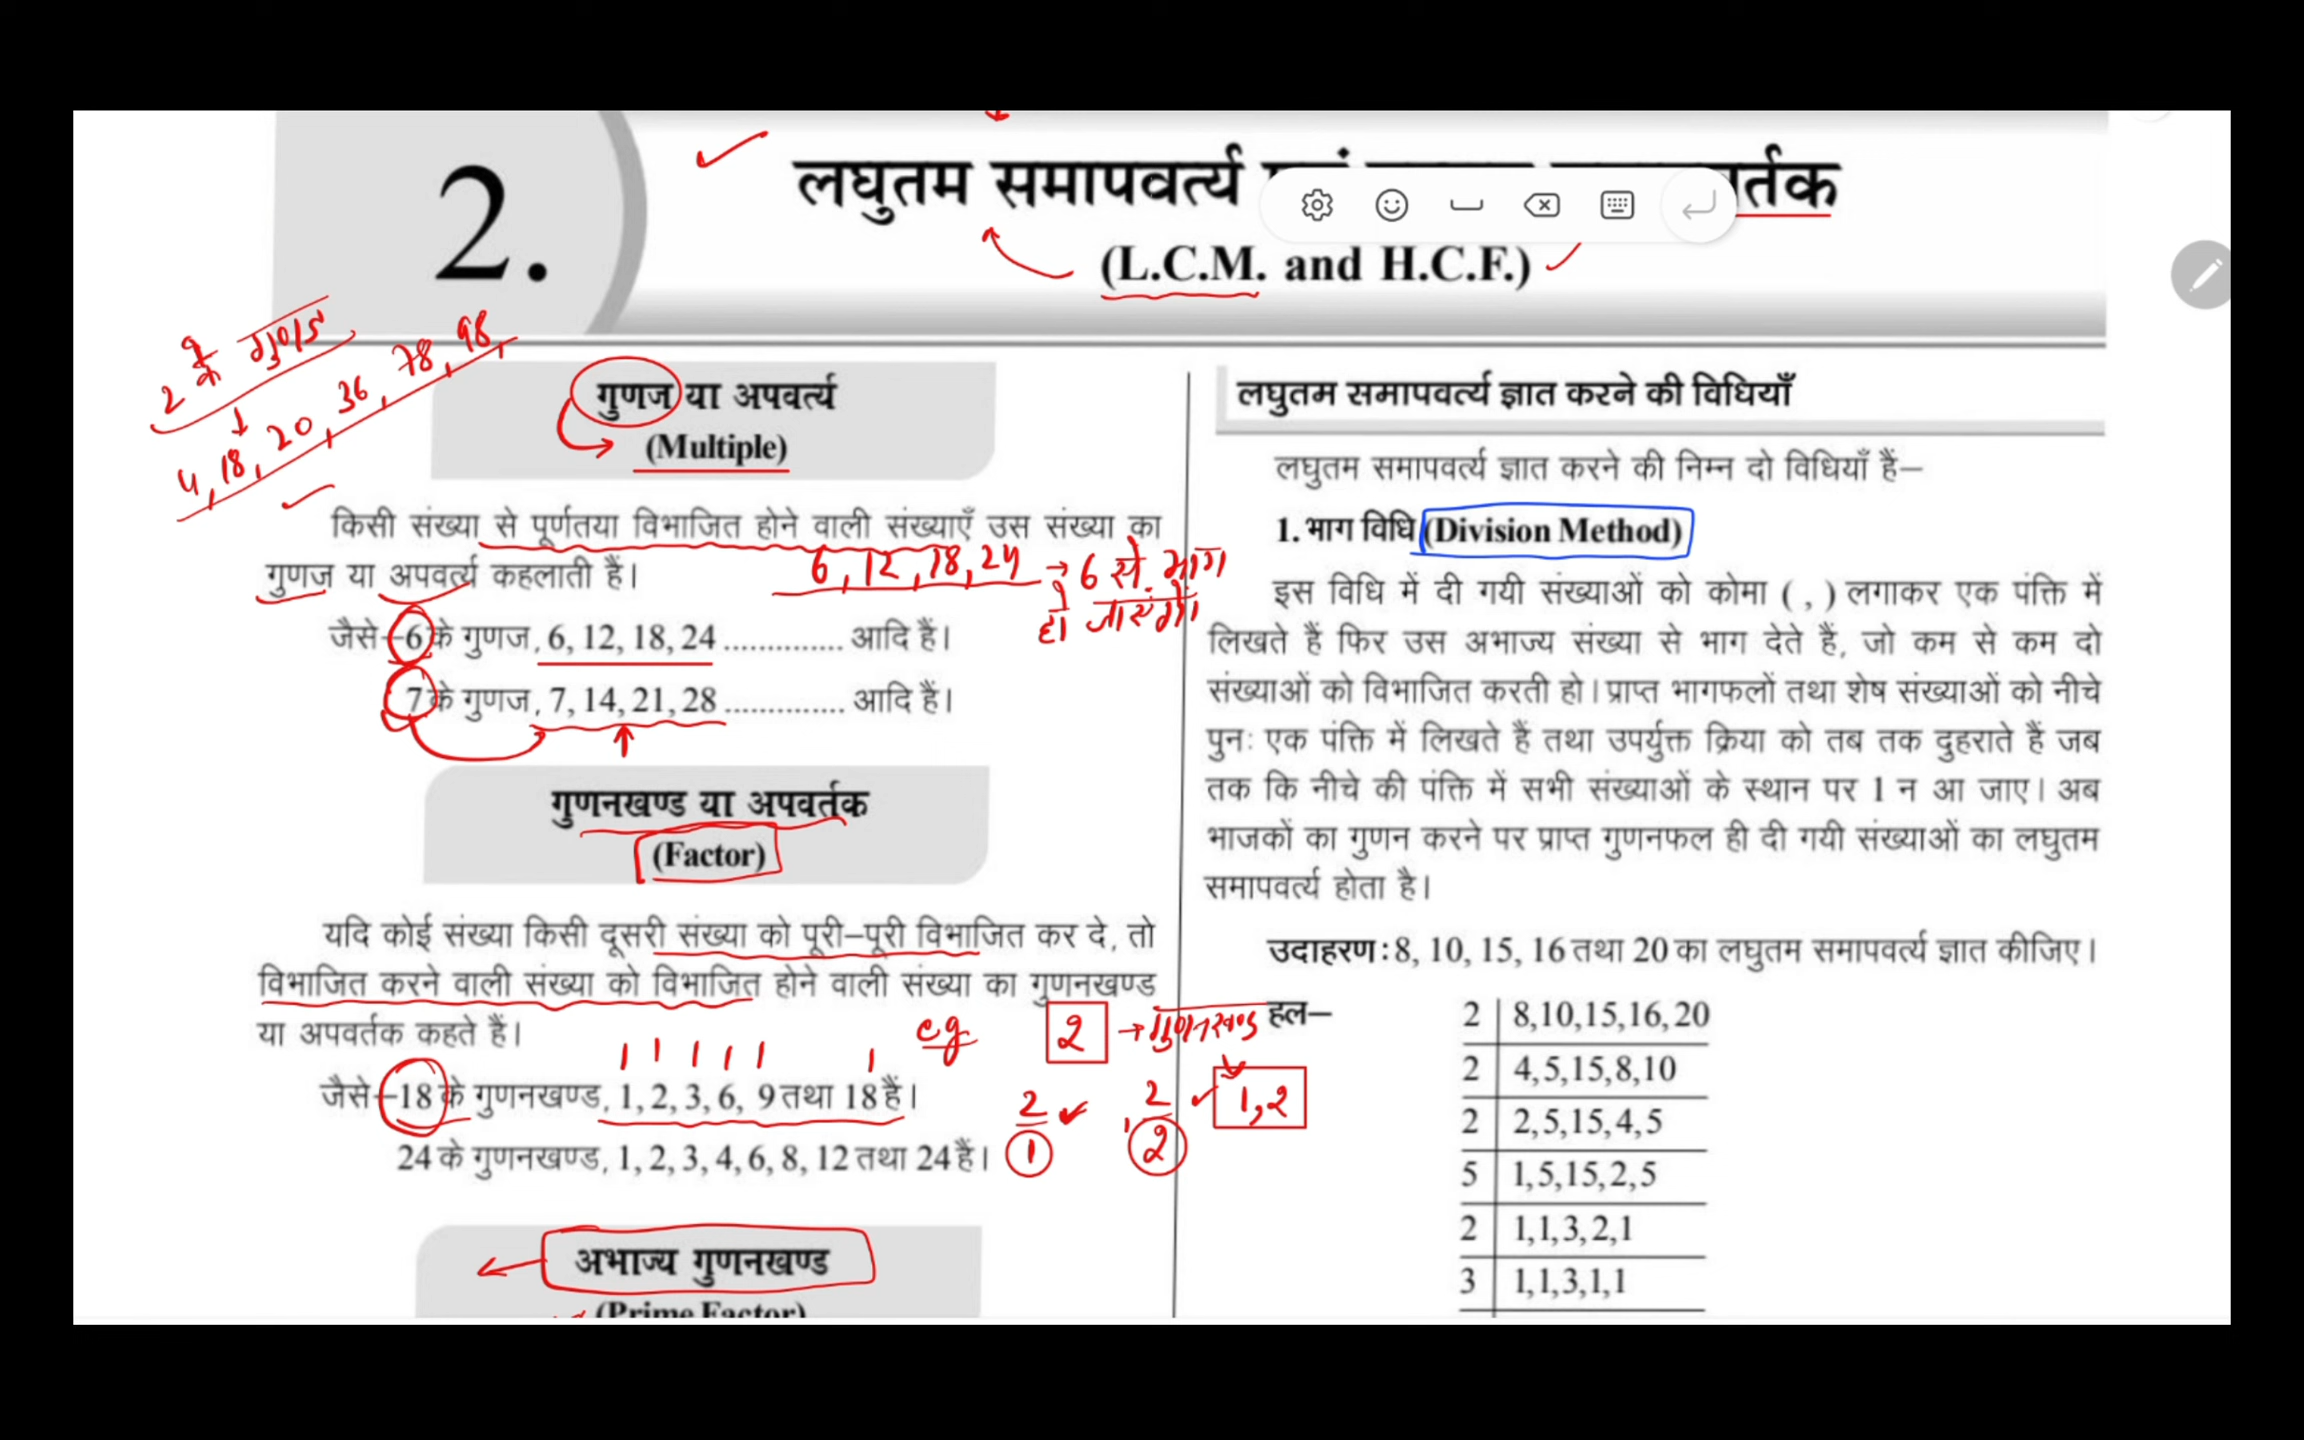 2.
लघुतम समापवर्त्य
र्तक
(L.C.M. and H.C.F.)
2 के गुणज
4, 18, 20, 36, 78, 98,
गुणज या अपवर्त्य
(Multiple)
किसी संख्या से पूर्णतया विभाजित होने वाली संख्याएँ उस संख्या का
गुणज या अपवर्त्य कहलाती हैं।
6, 12, 18, 24 → 6 से भाग
हो जाएंगे
जैसे–6 के गुणज, 6, 12, 18, 24 .............. आदि हैं।
7 के गुणज, 7, 14, 21, 28 .............. आदि हैं।
गुणनखण्ड या अपवर्तक
(Factor)
यदि कोई संख्या किसी दूसरी संख्या को पूरी–पूरी विभाजित कर दे, तो
विभाजित करने वाली संख्या को विभाजित होने वाली संख्या का गुणनखण्ड
या अपवर्तक कहते हैं।
eg 2 → गुणनखण्ड
1, 2
जैसे–18 के गुणनखण्ड, 1, 2, 3, 6, 9 तथा 18 हैं।
2/1 2/2
24 के गुणनखण्ड, 1, 2, 3, 4, 6, 8, 12 तथा 24 हैं।
अभाज्य गुणनखण्ड
(Prime Factor)
लघुतम समापवर्त्य ज्ञात करने की विधियाँ
लघुतम समापवर्त्य ज्ञात करने की निम्न दो विधियाँ हैं–
1. भाग विधि (Division Method)
इस विधि में दी गयी संख्याओं को कोमा ( , ) लगाकर एक पंक्ति में
लिखते हैं फिर उस अभाज्य संख्या से भाग देते हैं, जो कम से कम दो
संख्याओं को विभाजित करती हो। प्राप्त भागफलों तथा शेष संख्याओं को नीचे
पुनः एक पंक्ति में लिखते हैं तथा उपर्युक्त क्रिया को तब तक दुहराते हैं जब
तक कि नीचे की पंक्ति में सभी संख्याओं के स्थान पर 1 न आ जाए। अब
भाजकों का गुणन करने पर प्राप्त गुणनफल ही दी गयी संख्याओं का लघुतम
समापवर्त्य होता है।
उदाहरण : 8, 10, 15, 16 तथा 20 का लघुतम समापवर्त्य ज्ञात कीजिए।
हल–
2 | 8,10,15,16,20
2 | 4,5,15,8,10
2 | 2,5,15,4,5
5 | 1,5,15,2,5
2 | 1,1,3,2,1
3 | 1,1,3,1,1